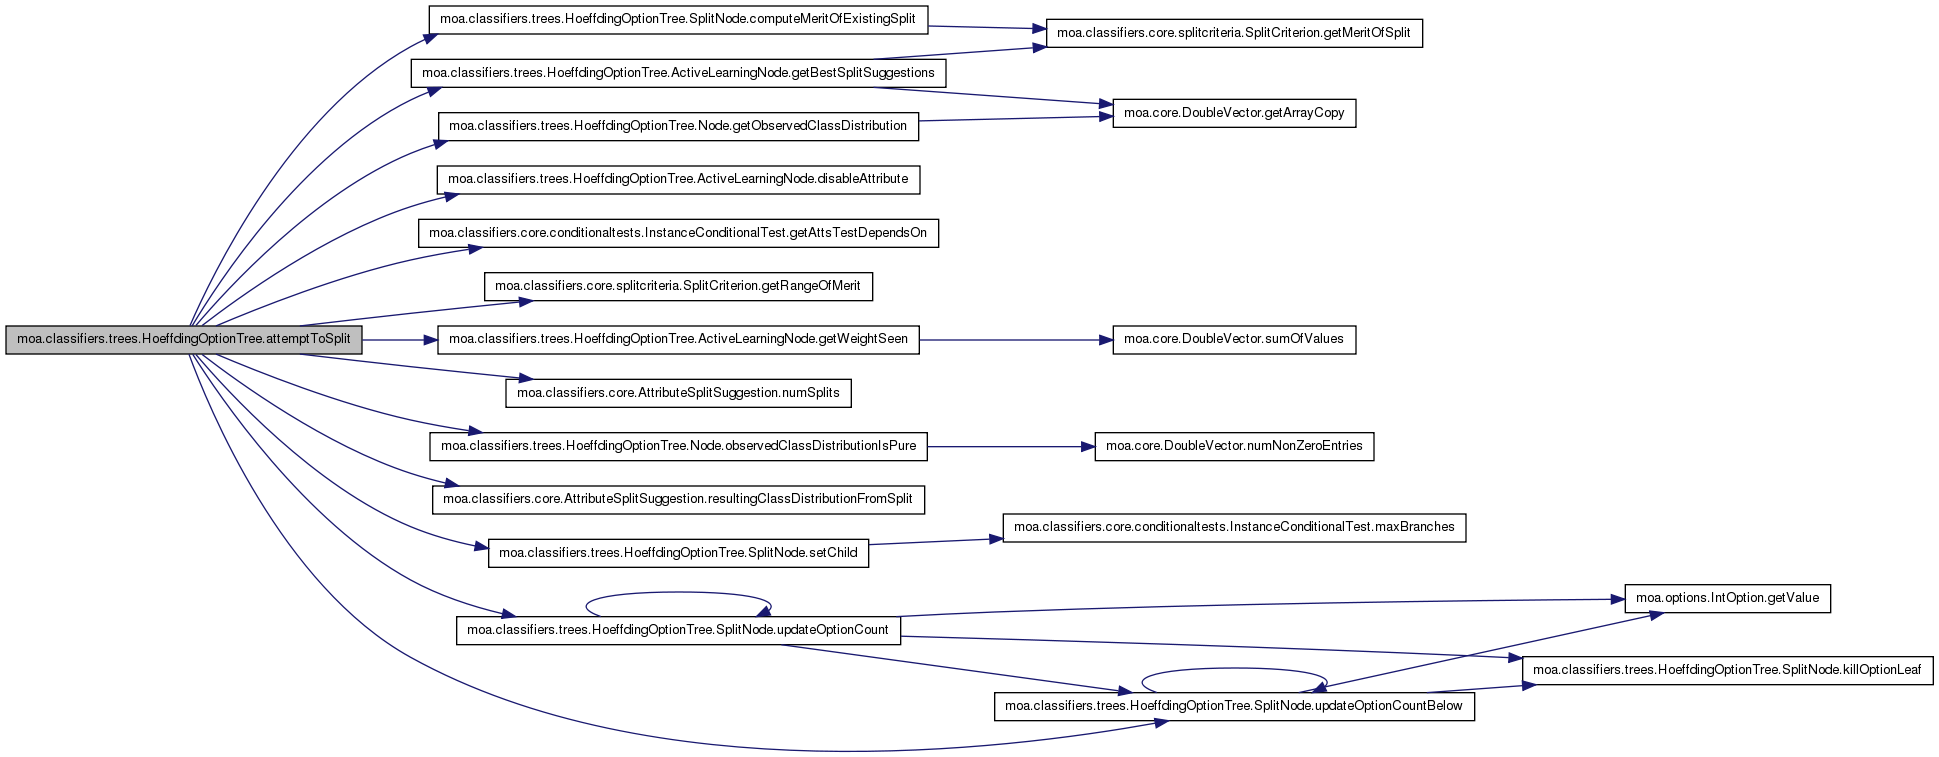 moa.classifiers.trees.HoeffdingOptionTree.attemptToSplit
moa.classifiers.trees.HoeffdingOptionTree.SplitNode.computeMeritOfExistingSplit
moa.classifiers.core.splitcriteria.SplitCriterion.getMeritOfSplit
moa.classifiers.trees.HoeffdingOptionTree.ActiveLearningNode.getBestSplitSuggestions
moa.core.DoubleVector.getArrayCopy
moa.classifiers.trees.HoeffdingOptionTree.Node.getObservedClassDistribution
moa.classifiers.trees.HoeffdingOptionTree.ActiveLearningNode.disableAttribute
moa.classifiers.core.conditionaltests.InstanceConditionalTest.getAttsTestDependsOn
moa.classifiers.core.splitcriteria.SplitCriterion.getRangeOfMerit
moa.classifiers.trees.HoeffdingOptionTree.ActiveLearningNode.getWeightSeen
moa.core.DoubleVector.sumOfValues
moa.classifiers.core.AttributeSplitSuggestion.numSplits
moa.classifiers.trees.HoeffdingOptionTree.Node.observedClassDistributionIsPure
moa.core.DoubleVector.numNonZeroEntries
moa.classifiers.core.AttributeSplitSuggestion.resultingClassDistributionFromSplit
moa.classifiers.trees.HoeffdingOptionTree.SplitNode.setChild
moa.classifiers.core.conditionaltests.InstanceConditionalTest.maxBranches
moa.classifiers.trees.HoeffdingOptionTree.SplitNode.updateOptionCount
moa.options.IntOption.getValue
moa.classifiers.trees.HoeffdingOptionTree.SplitNode.killOptionLeaf
moa.classifiers.trees.HoeffdingOptionTree.SplitNode.updateOptionCountBelow